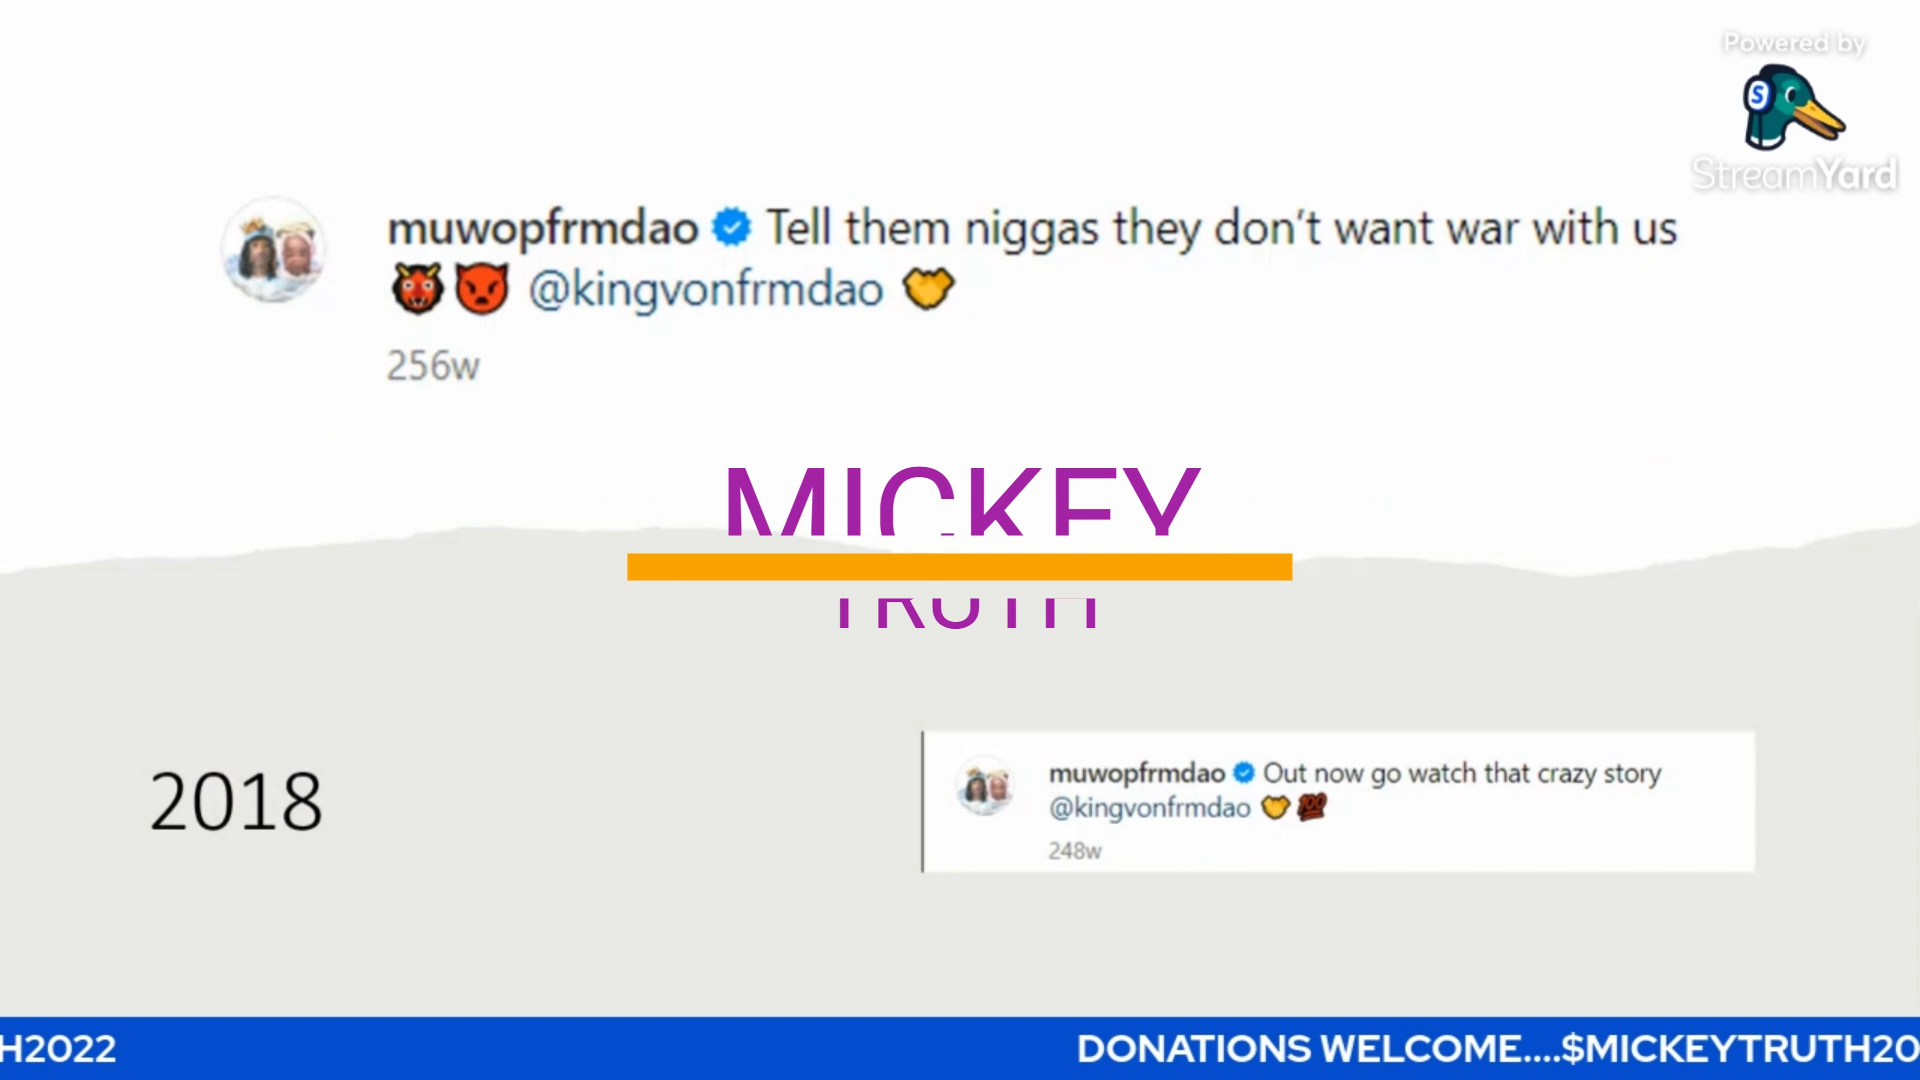 Powered by
StreamYard
muwopfrmdao Tell them niggas they don't want war with us
👹👿 @kingvonfrmdao 🤝
256w
MICKEY
TRUTH
2018
muwopfrmdao Out now go watch that crazy story
@kingvonfrmdao 🤝💯
248w
H2022 DONATIONS WELCOME....$MICKEYTRUTH20